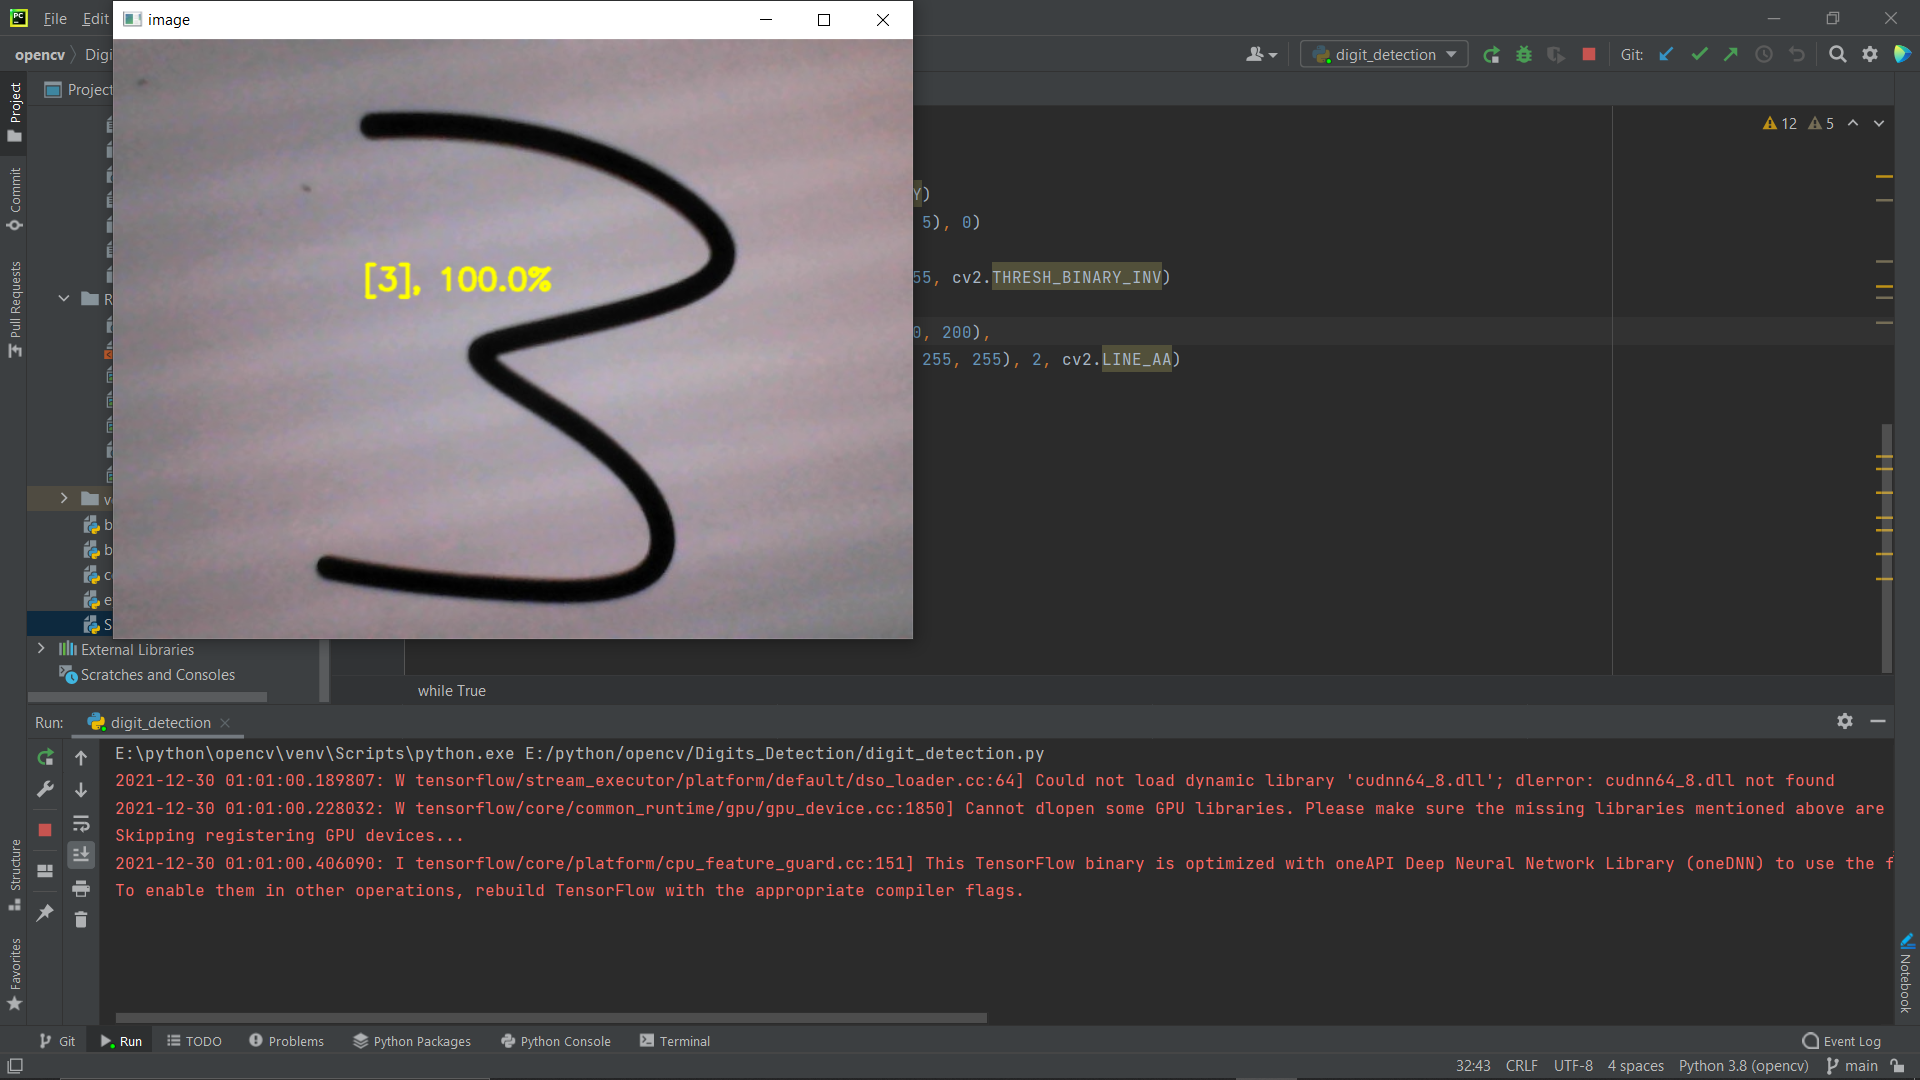 File Edit
image
opencv Digi
digit_detection
Git:
Project
12 5
Y)
5), 0)
[3], 100.0%
55, cv2.THRESH_BINARY_INV)
0, 200),
255, 255), 2, cv2.LINE_AA)
Project
Commit
Pull Requests
Structure
Favorites
R
v
b
b
c
e
S
External Libraries
Scratches and Consoles
while True
Run: digit_detection
E:\python\opencv\venv\Scripts\python.exe E:/python/opencv/Digits_Detection/digit_detection.py
2021-12-30 01:01:00.189807: W tensorflow/stream_executor/platform/default/dso_loader.cc:64] Could not load dynamic library 'cudnn64_8.dll'; dlerror: cudnn64_8.dll not found
2021-12-30 01:01:00.228032: W tensorflow/core/common_runtime/gpu/gpu_device.cc:1850] Cannot dlopen some GPU libraries. Please make sure the missing libraries mentioned above are
Skipping registering GPU devices...
2021-12-30 01:01:00.406090: I tensorflow/core/platform/cpu_feature_guard.cc:151] This TensorFlow binary is optimized with oneAPI Deep Neural Network Library (oneDNN) to use the f
To enable them in other operations, rebuild TensorFlow with the appropriate compiler flags.
Notebook
Git Run TODO Problems Python Packages Python Console Terminal Event Log
32:43 CRLF UTF-8 4 spaces Python 3.8 (opencv) main